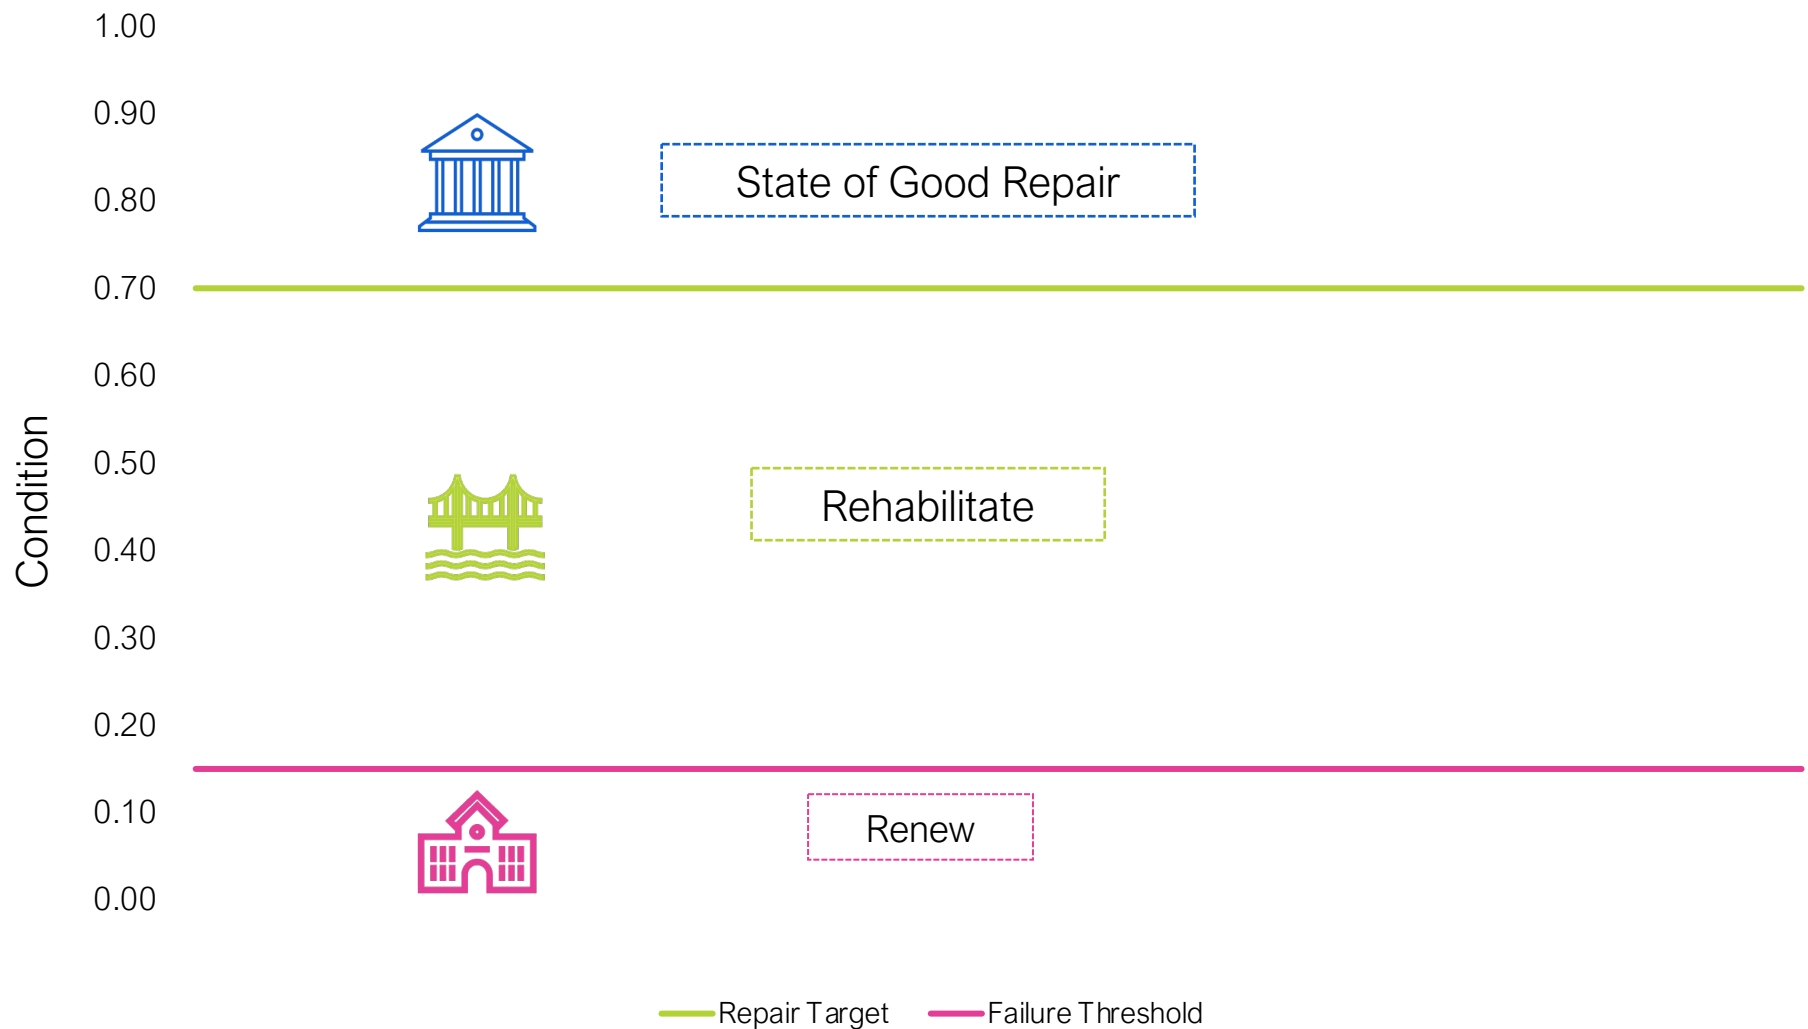 1.00
0.90
State of Good Repair
0.80
0.70
0.60
Condition
0.50
Rehabilitate
0.40
0.30
0.20
0.10
Renew
0.00
Repair Target
Failure Threshold